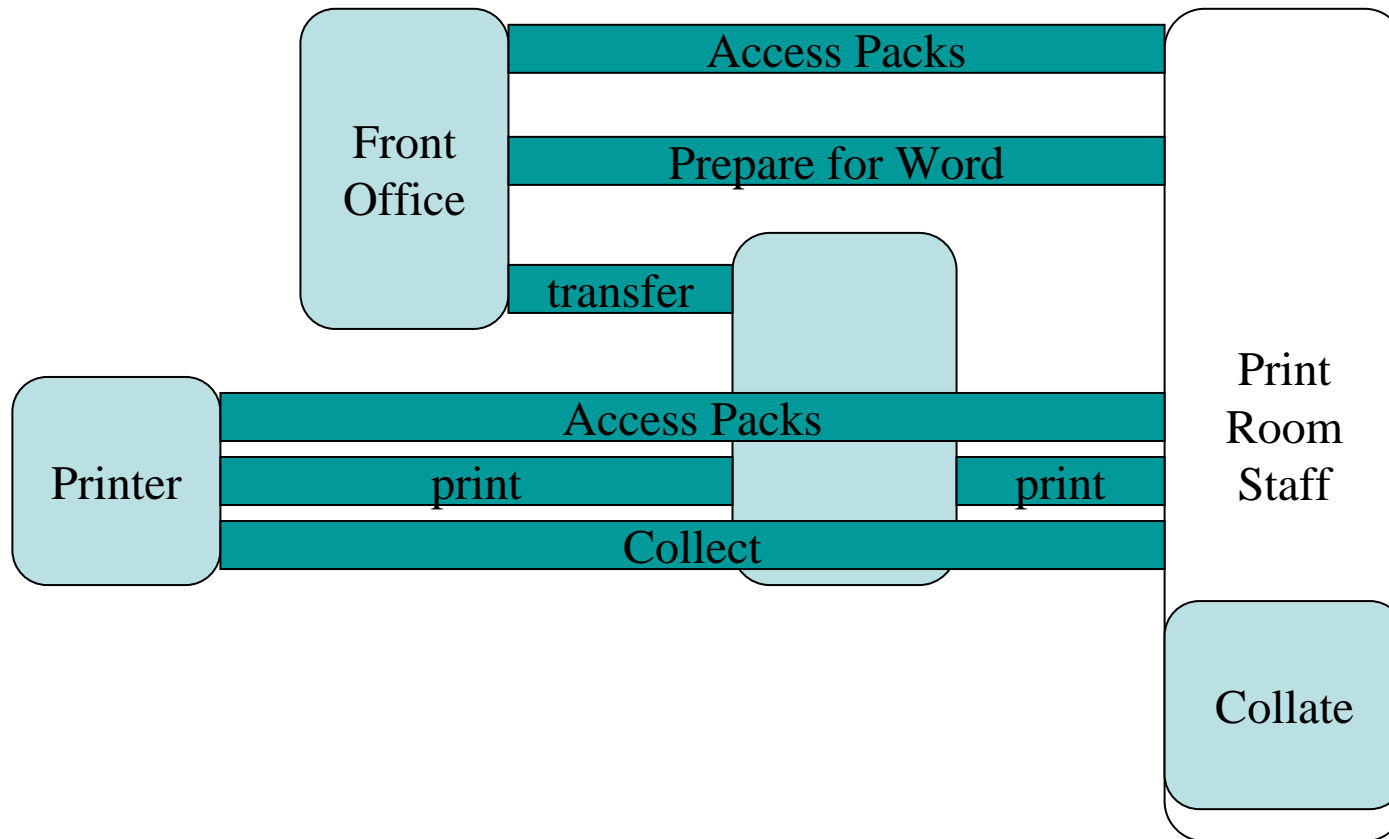 Access Packs
Front
Office
Prepare for Word
transfer
Access Packs
Printer
print
print
Collect
Print
Room
Staff
Collate